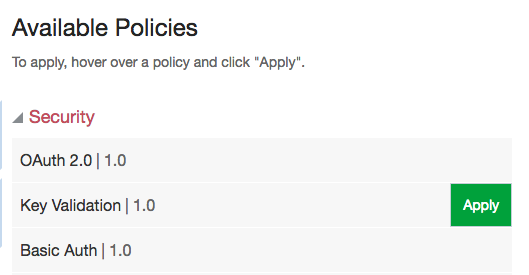 Available Policies
To apply, hover over a policy and click "Apply".
Security
OAuth 2.0 | 1.0
Key Validation | 1.0
Apply
Basic Auth | 1.0